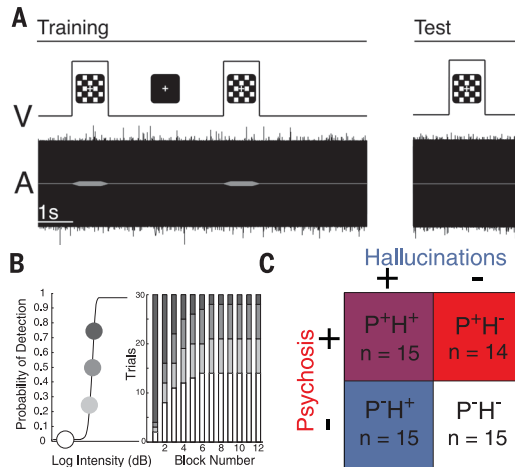 A
Training
Test
V
A
1s
B
Probability of Detection
1
0.9
0.8
0.7
0.6
0.5
0.4
0.3
0.2
0.1
0
Log Intensity (dB)
Trials
30
20
10
0
2 4 6 8 10 12
Block Number
C
Hallucinations
+ -
Psychosis
+
-
P+H+
n = 15
P+H-
n = 14
P-H+
n = 15
P-H-
n = 15